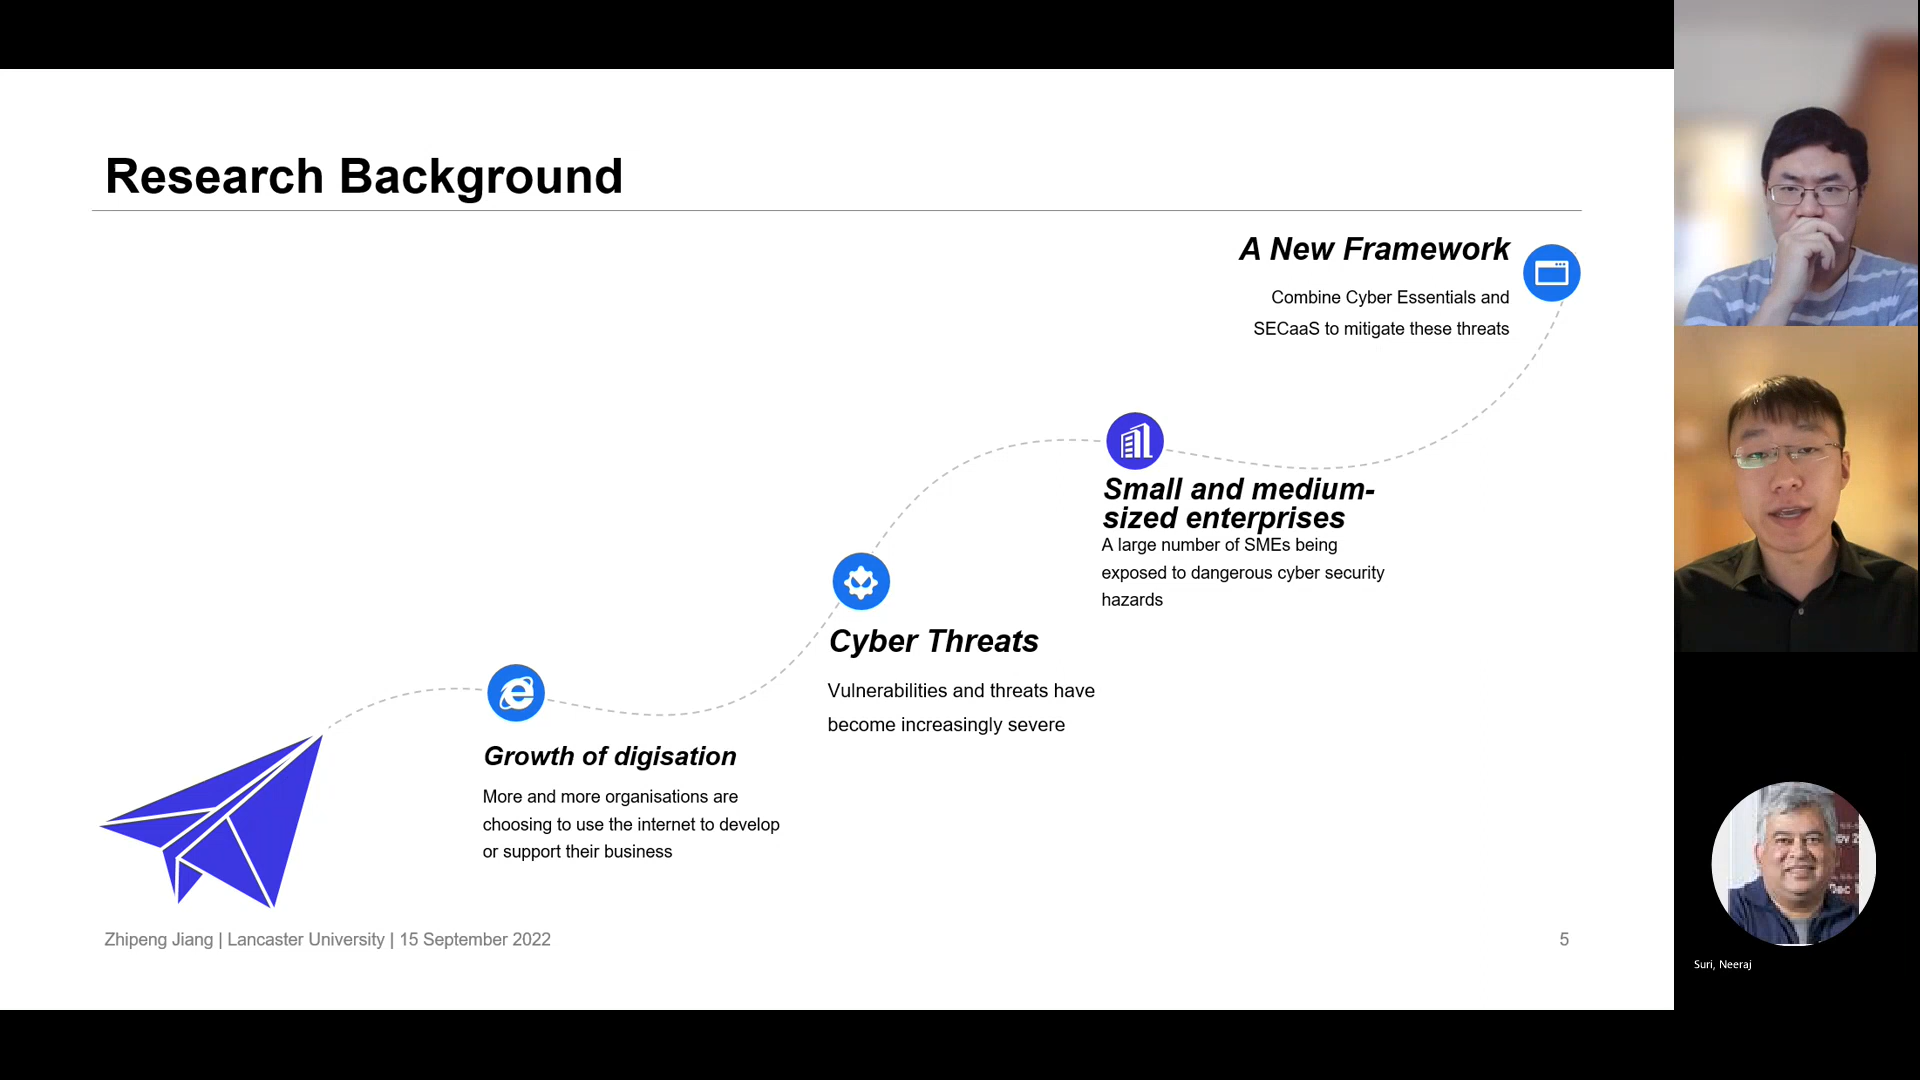 Research Background
A New Framework
Combine Cyber Essentials and
SECaaS to mitigate these threats
Small and medium-
sized enterprises
A large number of SMEs being
exposed to dangerous cyber security
hazards
Cyber Threats
Vulnerabilities and threats have
become increasingly severe
Growth of digisation
More and more organisations are
choosing to use the internet to develop
or support their business
Zhipeng Jiang | Lancaster University | 15 September 2022
5
Suri, Neeraj